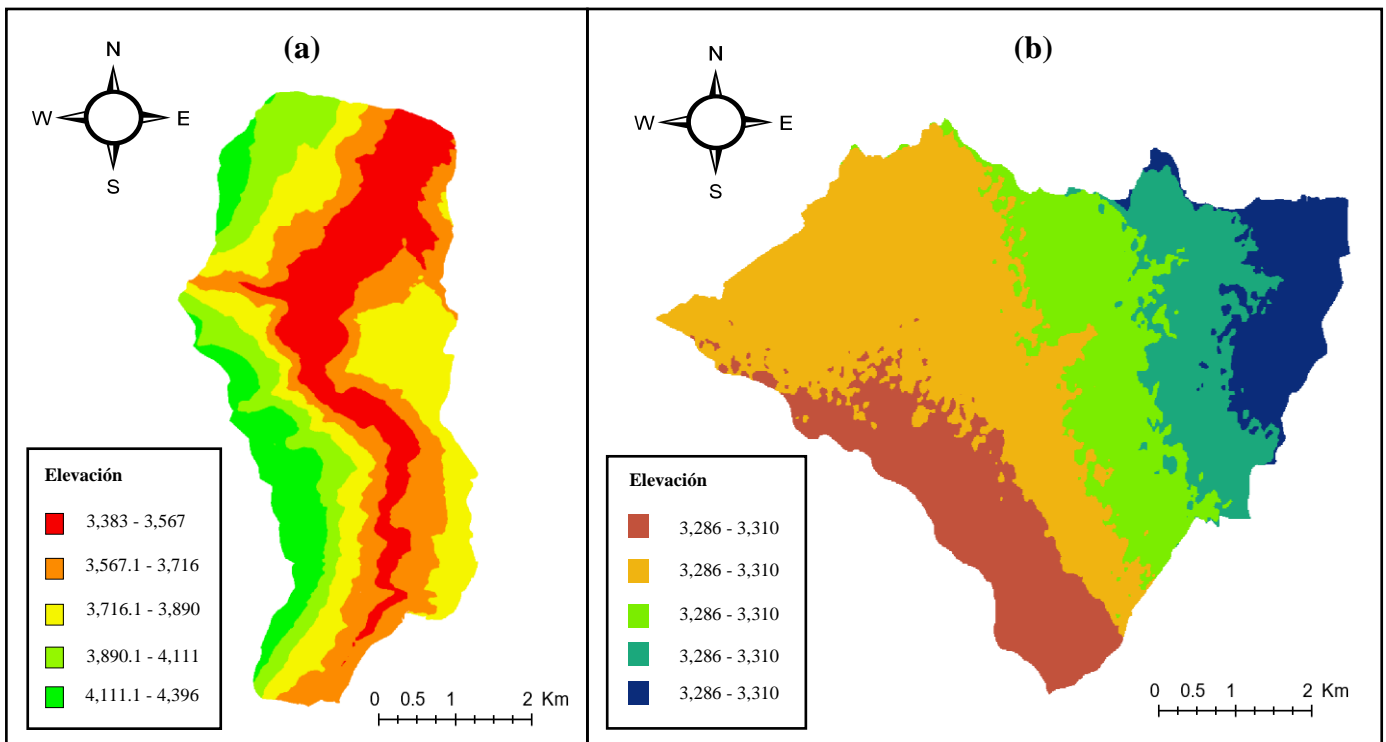 (a)
N
W E
S
Elevación
3,383 - 3,567
3,567.1 - 3,716
3,716.1 - 3,890
3,890.1 - 4,111
4,111.1 - 4,396
0 0.5 1 2 Km
(b)
N
W E
S
Elevación
3,286 - 3,310
3,286 - 3,310
3,286 - 3,310
3,286 - 3,310
3,286 - 3,310
0 0.5 1 2 Km